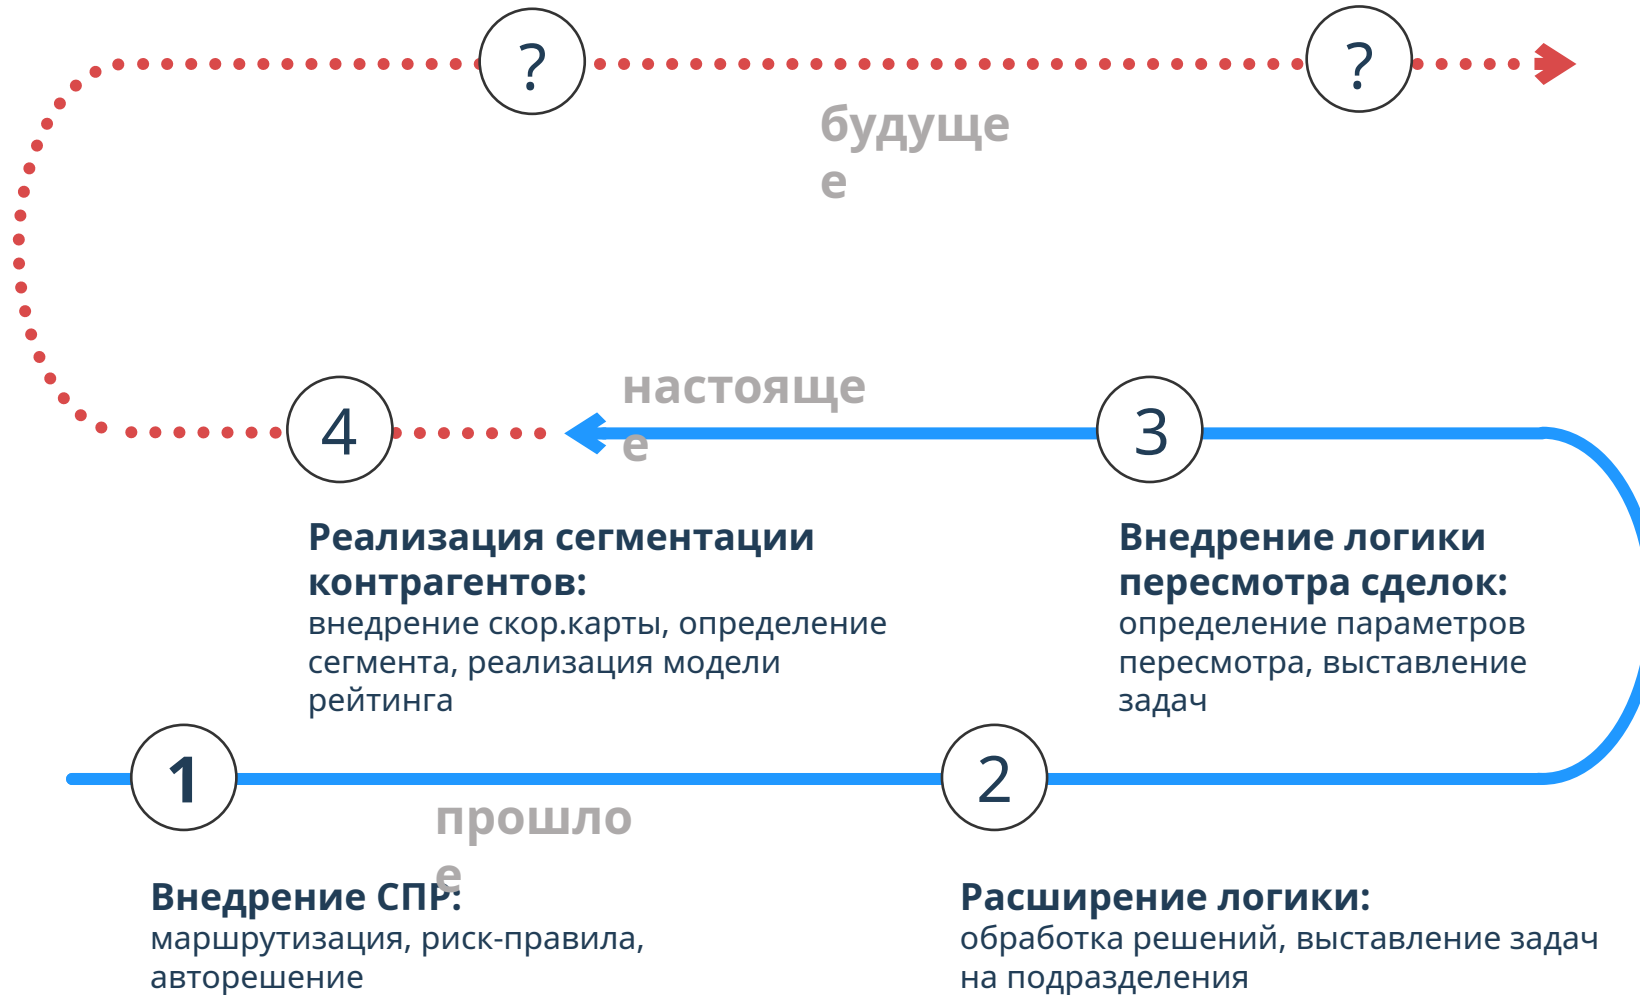 ?
?
будуще
е
настояще
е
4
3
Реализация сегментации
контрагентов:
внедрение скор.карты, определение
сегмента, реализация модели
рейтинга
Внедрение логики
пересмотра сделок:
определение параметров
пересмотра, выставление
задач
1
2
прошло
е
Внедрение СПР:
маршрутизация, риск-правила,
авторешение
Расширение логики:
обработка решений, выставление задач
на подразделения